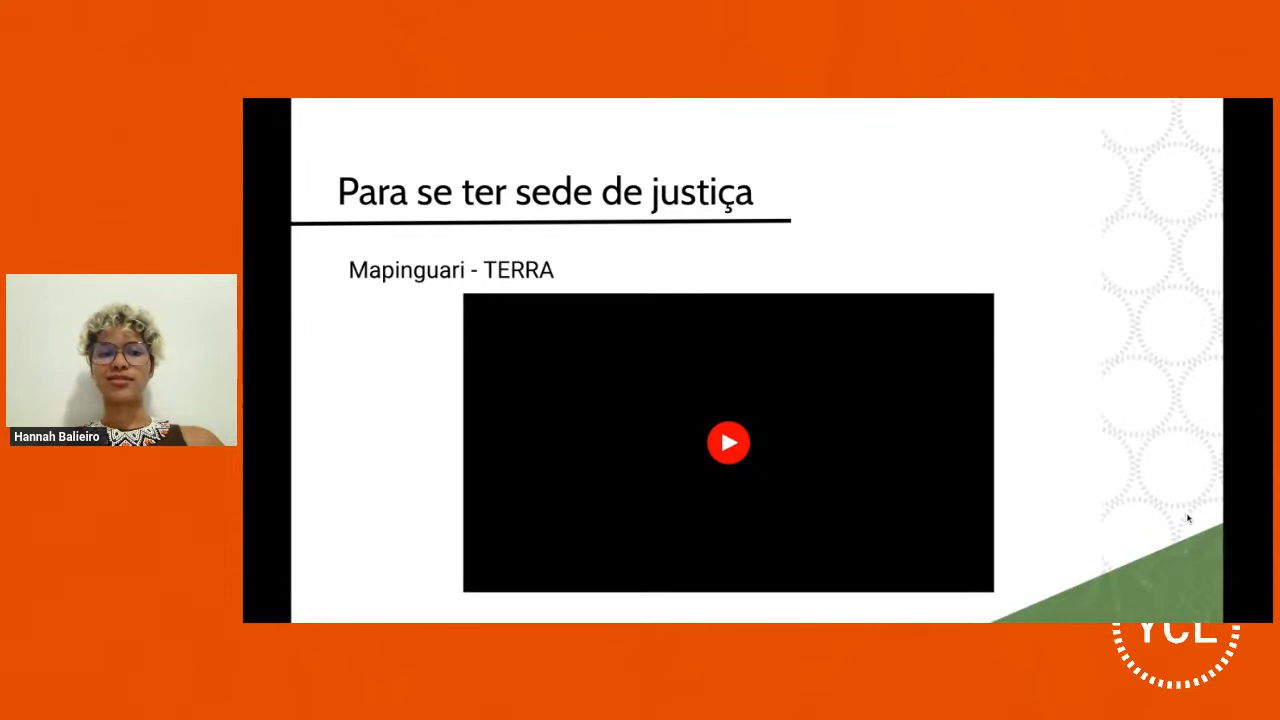 Para se ter sede de justiça
Mapinguari - TERRA
Hannah Balieiro
YCL